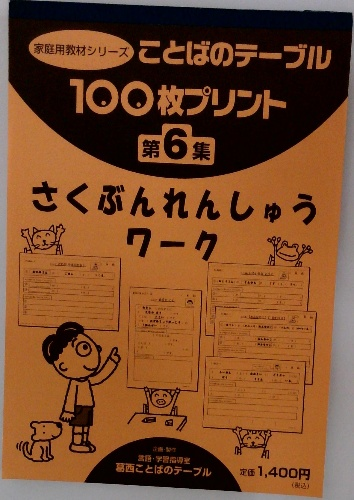 家庭用教材シリーズ
ことばのテーブル
100枚プリント
第6集
さくぶんれんしゅう
ワーク
企画・製作
言語・学習指導室
葛西ことばのテーブル
定価1,400円
(税込)